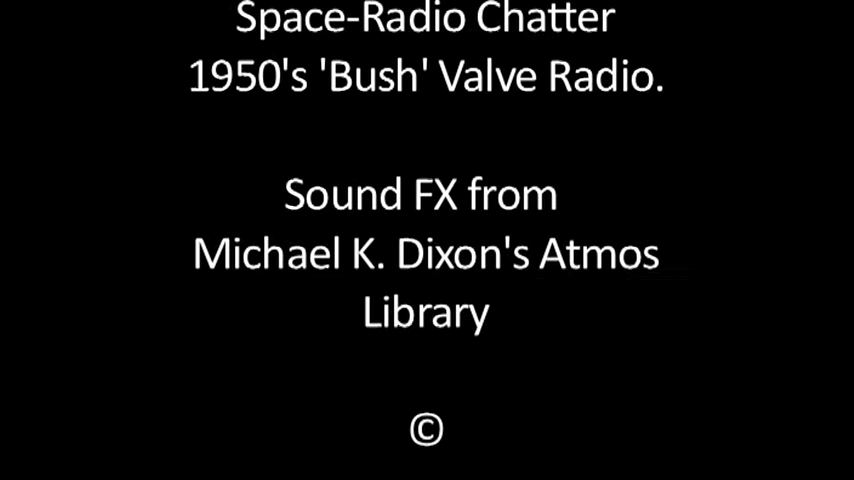 Space-Radio Chatter
1950's 'Bush' Valve Radio.
Sound FX from
Michael K. Dixon's Atmos
Library
©